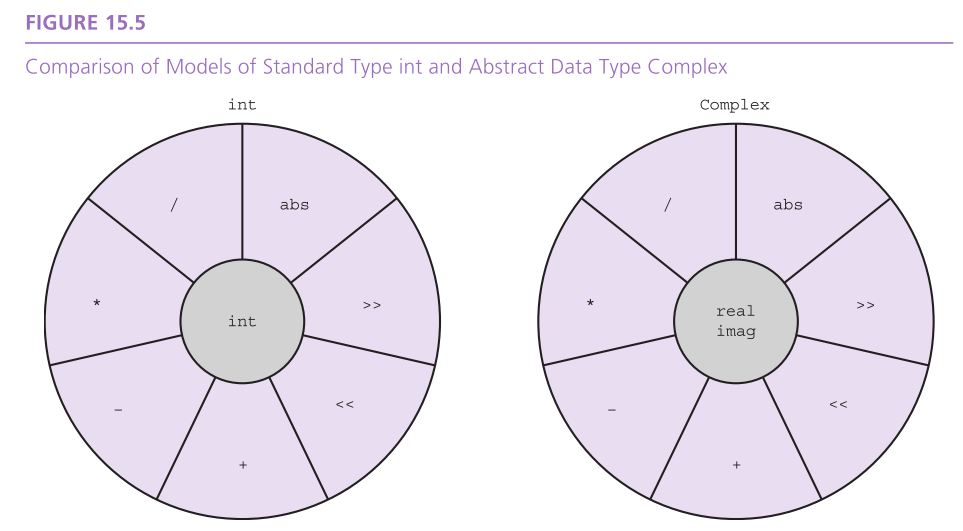 FIGURE 15.5
Comparison of Models of Standard Type int and Abstract Data Type Complex
int
/
abs
*
>>
int
-
<<
+
Complex
/
abs
*
>>
real
imag
-
<<
+